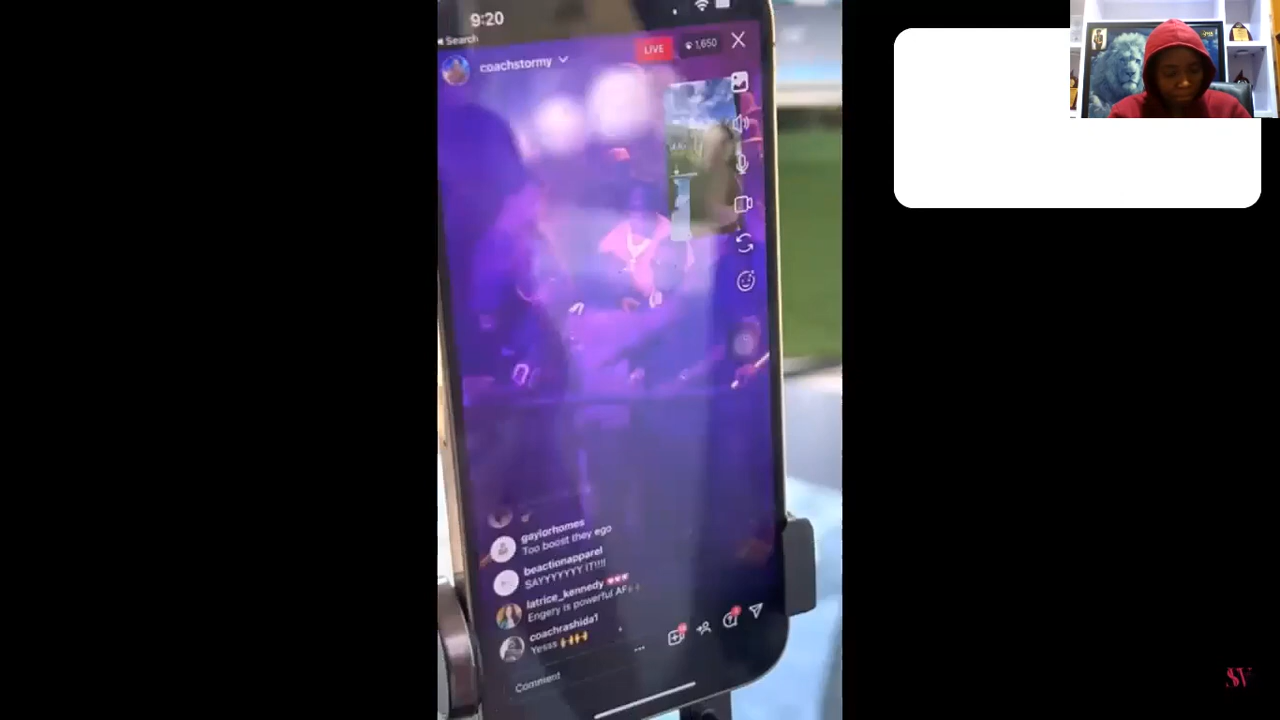 9:20
Search
coachstormy
LIVE
1,650
gaylorhomes
Too boost they ego
beactionapparel
SAYYYYYYY IT!!!!
latrice_kennedy
Engery is powerful AF
coachrashida1
Yesss
Comment
SV